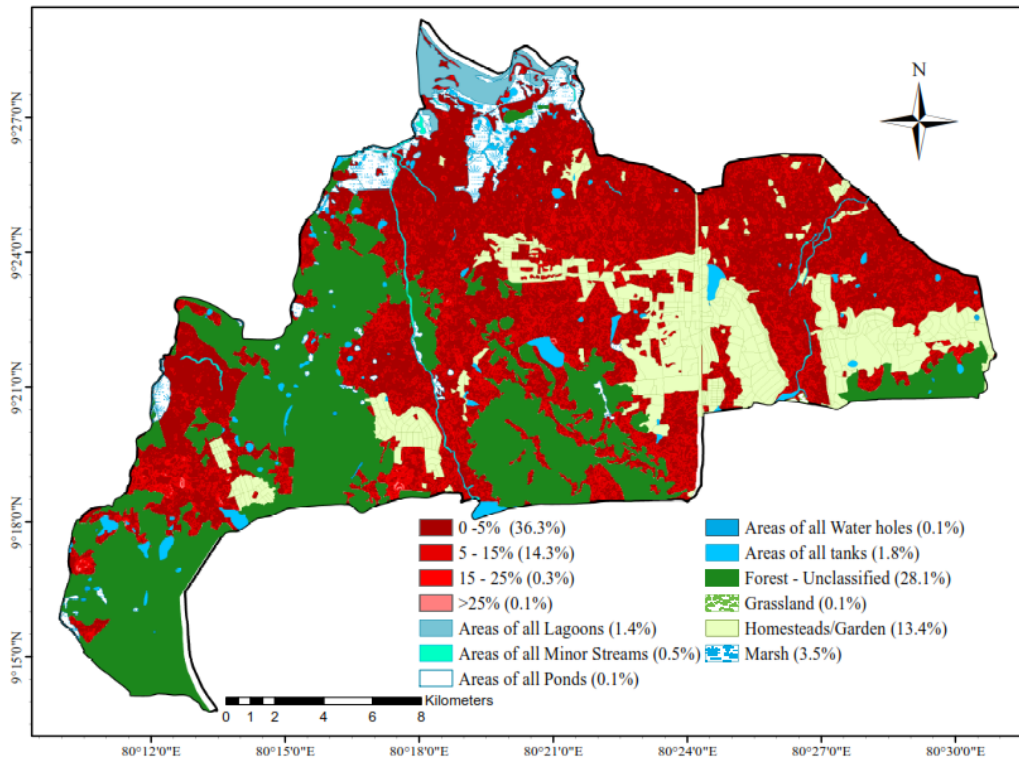 N
9°27'0"N
9°24'0"N
9°21'0"N
9°18'0"N
9°15'0"N
0 -5% (36.3%)
5 - 15% (14.3%)
15 - 25% (0.3%)
>25% (0.1%)
Areas of all Lagoons (1.4%)
Areas of all Minor Streams (0.5%)
Areas of all Ponds (0.1%)
Areas of all Water holes (0.1%)
Areas of all tanks (1.8%)
Forest - Unclassified (28.1%)
Grassland (0.1%)
Homesteads/Garden (13.4%)
Marsh (3.5%)
Kilometers
0 1 2 4 6 8
80°12'0"E 80°15'0"E 80°18'0"E 80°21'0"E 80°24'0"E 80°27'0"E 80°30'0"E